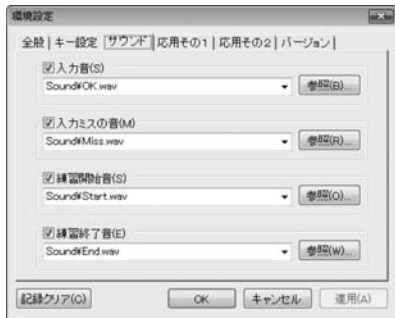 環境設定
全般 キー設定 サウンド 応用その1 応用その2 バージョン
入力音(S)
Sound¥OK.wav 参照(B)...
入力ミスの音(M)
Sound¥Miss.wav 参照(R)...
練習開始音(S)
Sound¥Start.wav 参照(O)...
練習終了音(E)
Sound¥End.wav 参照(W)...
記録クリア(C) OK キャンセル 適用(A)